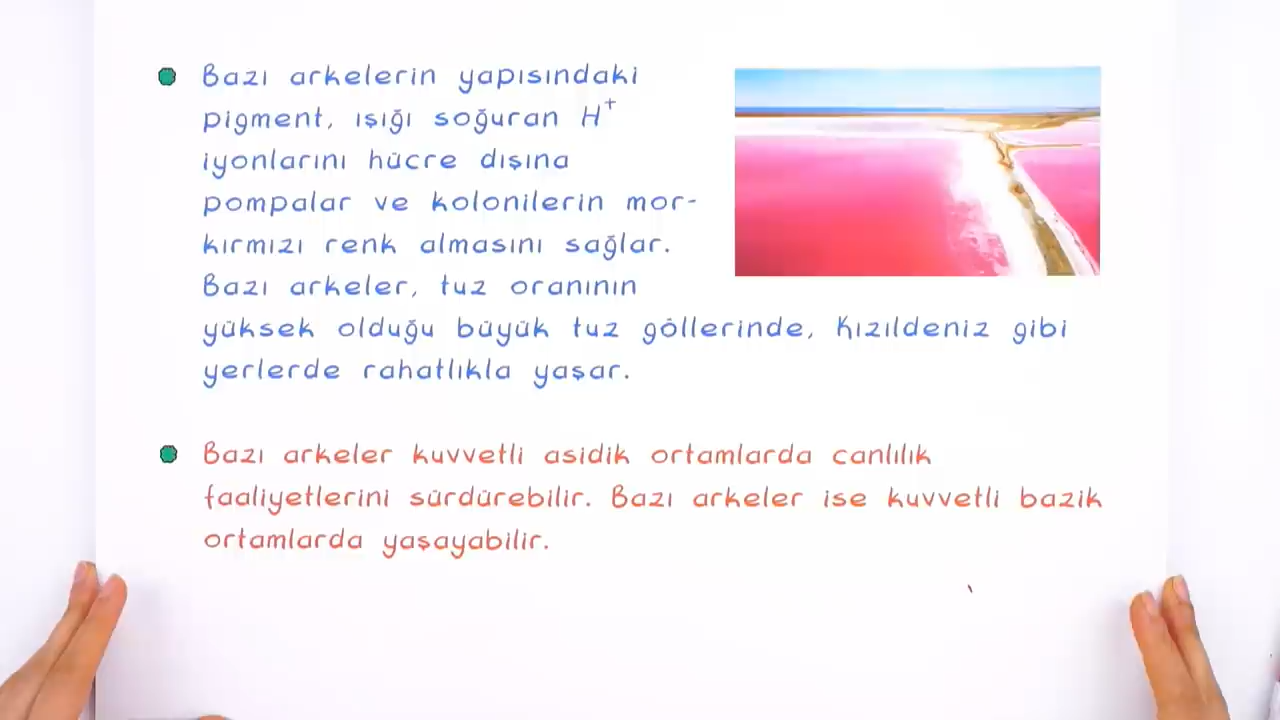 Bazı arkelerin yapısındaki
pigment, ışığı soğuran H⁺
iyonlarını hücre dışına
pompalar ve kolonilerin mor-
kırmızı renk almasını sağlar.
Bazı arkeler, tuz oranının
yüksek olduğu büyük tuz göllerinde, Kızıldeniz gibi
yerlerde rahatlıkla yaşar.
Bazı arkeler kuvvetli asidik ortamlarda canlılık
faaliyetlerini sürdürebilir. Bazı arkeler ise kuvvetli bazik
ortamlarda yaşayabilir.